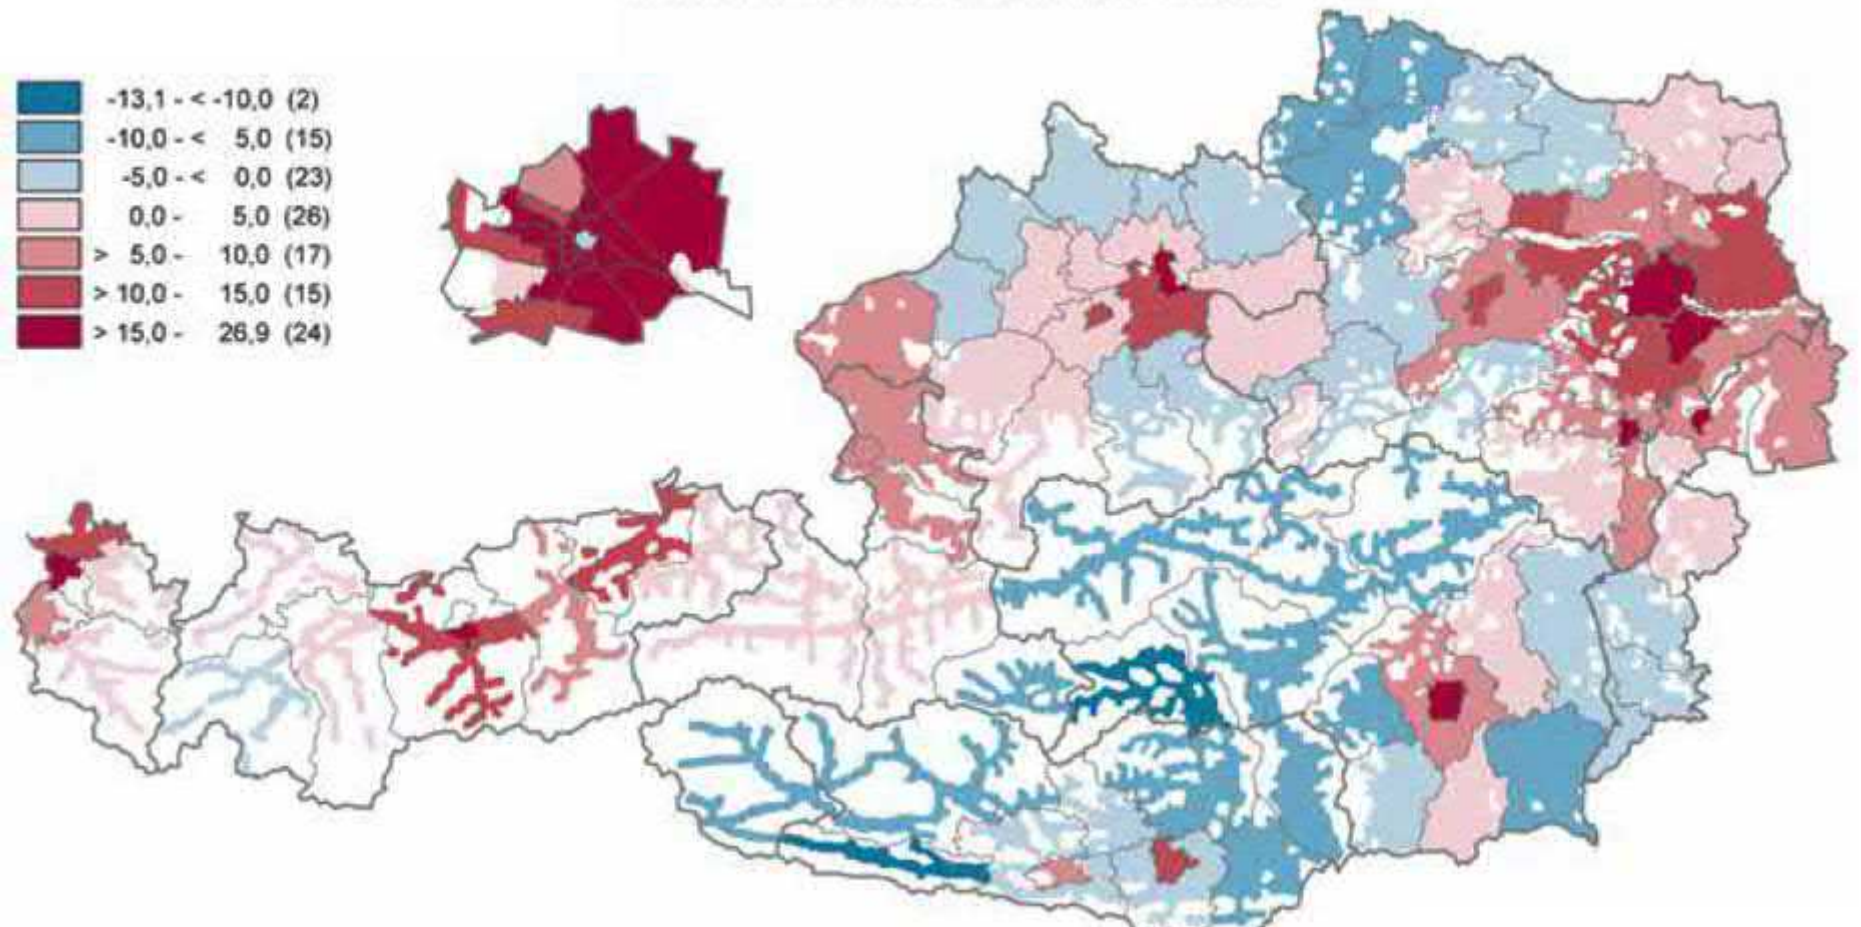 -13,1 - < -10,0 (2)
-10,0 - < 5,0 (15)
-5,0 - < 0,0 (23)
0,0 - 5,0 (26)
> 5,0 - 10,0 (17)
> 10,0 - 15,0 (15)
> 15,0 - 26,9 (24)